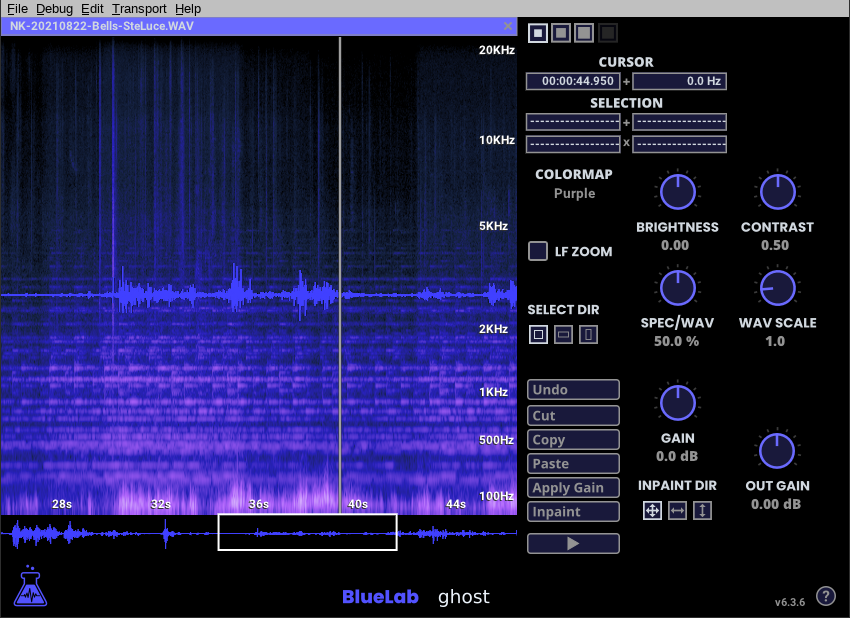 File Debug Edit Transport Help
NK-20210822-Bells-SteLuce.WAV
20KHz
10KHz
5KHz
2KHz
1KHz
500Hz
100Hz
28s 32s 36s 40s 44s
CURSOR
00:00:44.950 + 0.0 Hz
SELECTION
--------------- + ---------------
--------------- x ---------------
COLORMAP
Purple
BRIGHTNESS CONTRAST
0.00 0.50
LF ZOOM
SELECT DIR
SPEC/WAV WAV SCALE
50.0 % 1.0
Undo
Cut
Copy
Paste
Apply Gain
Inpaint
GAIN
0.0 dB
INPAINT DIR
OUT GAIN
0.00 dB
BlueLab ghost
v6.3.6 ?